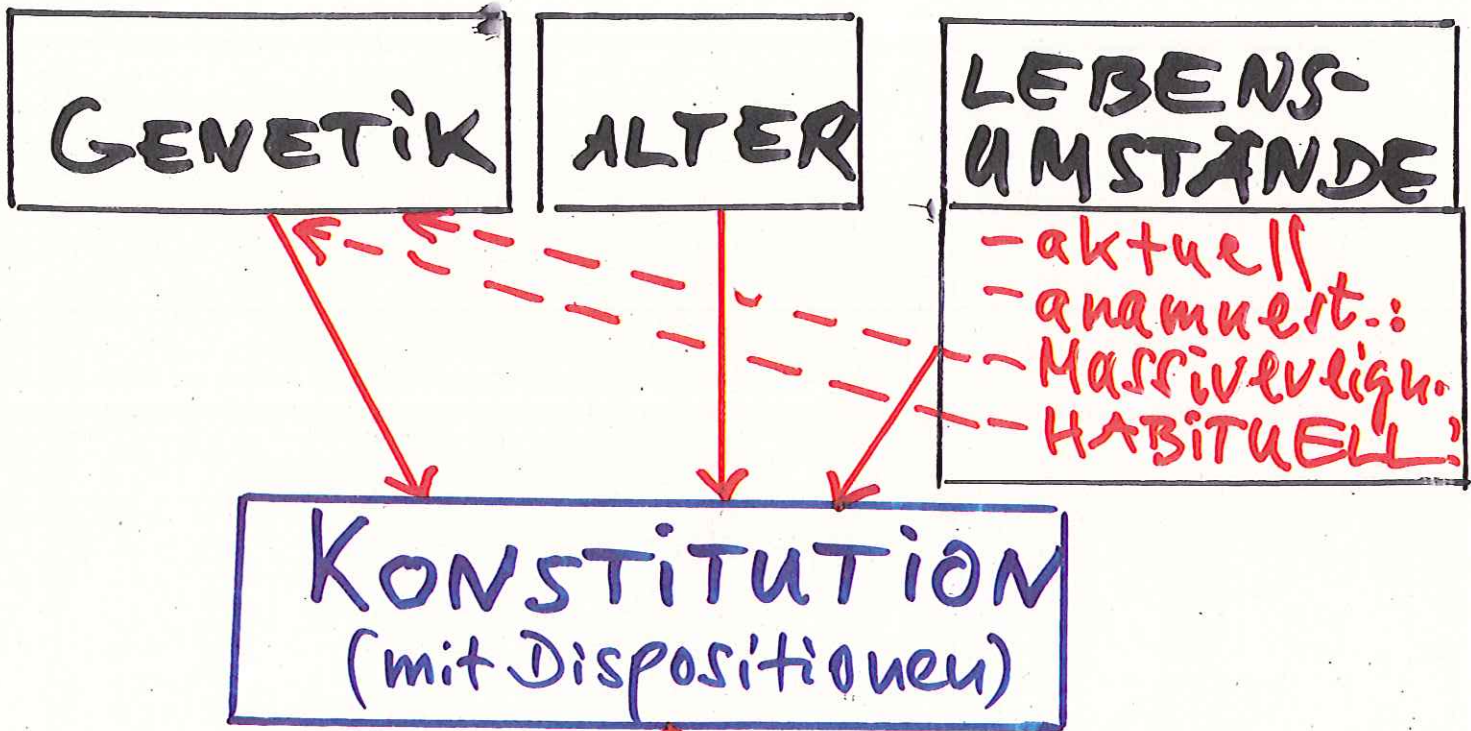 GENETiK
ALTER
LEBENS-
UMSTÄNDE
- aktuell
- anamnest.:
- Massivereign.
- HABiTUELL!
KONSTiTUTiON
(mit Dispositionen)